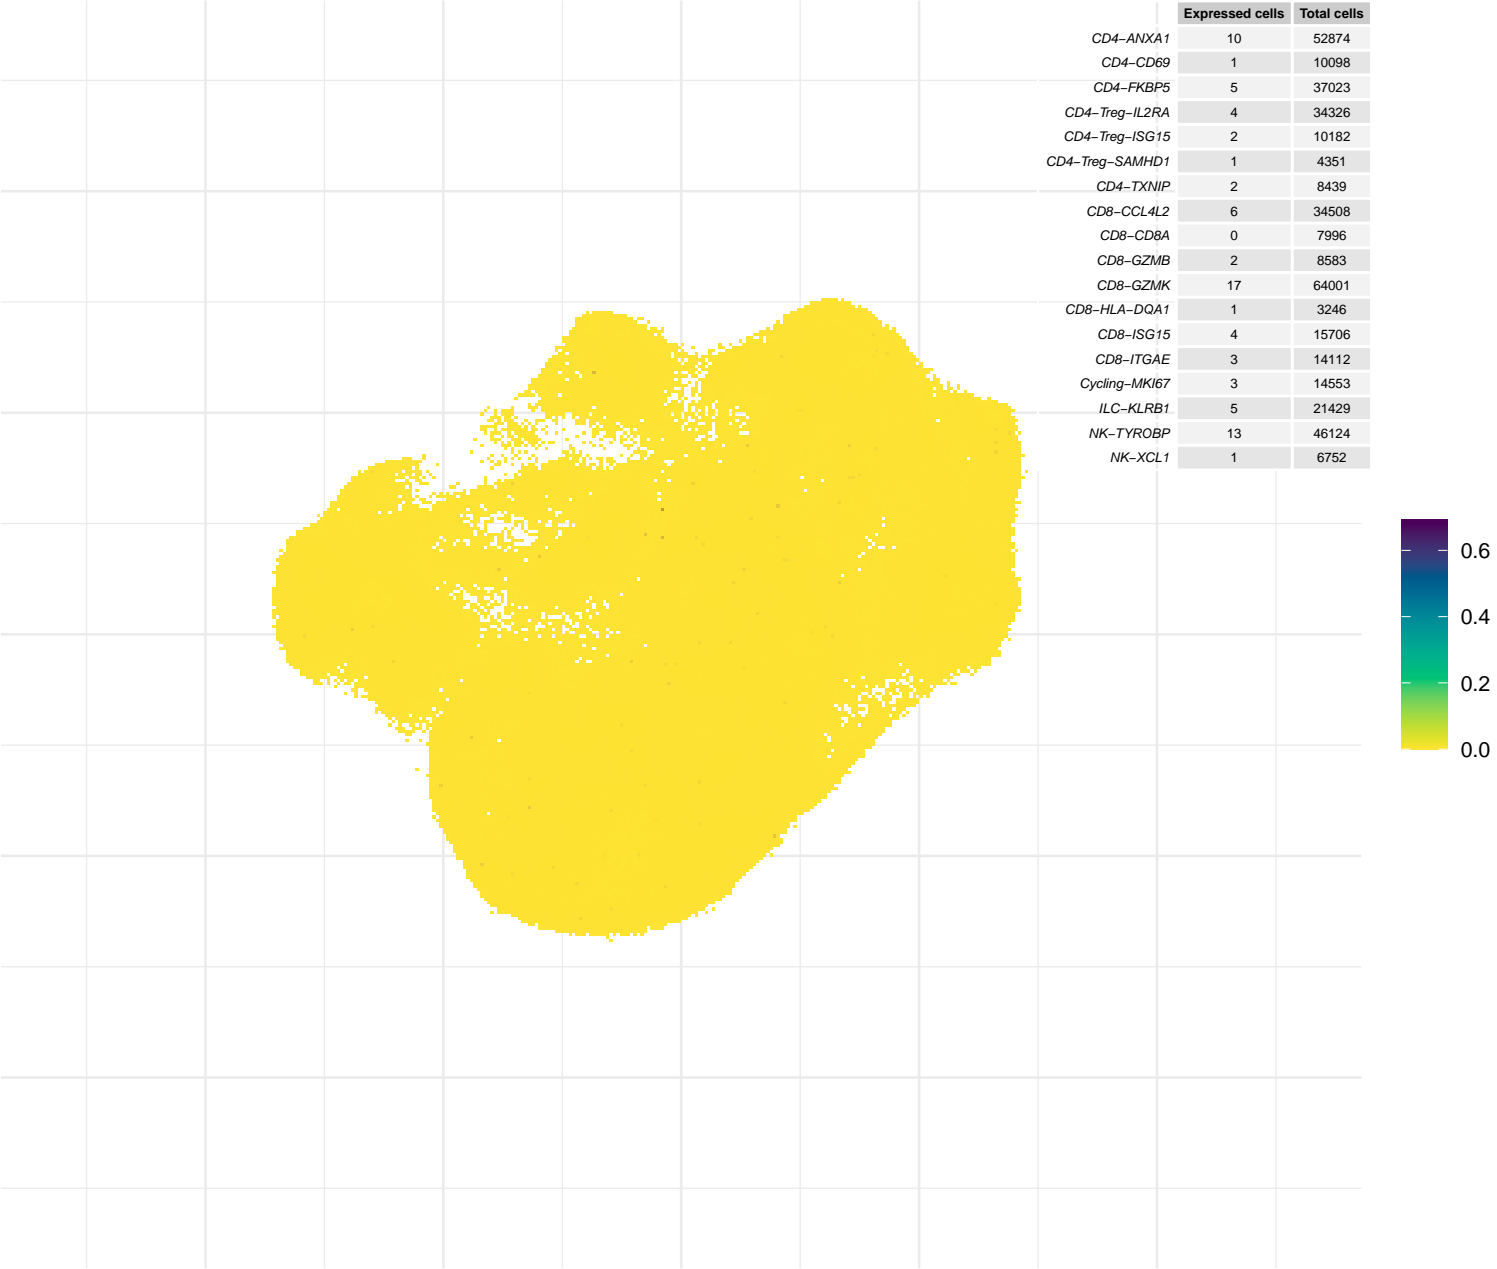 Expressed cells Total cells
CD4−ANXA1 10 52874
CD4−CD69 1 10098
CD4−FKBP5 5 37023
CD4−Treg−IL2RA 4 34326
CD4−Treg−ISG15 2 10182
CD4−Treg−SAMHD1 1 4351
CD4−TXNIP 2 8439
CD8−CCL4L2 6 34508
CD8−CD8A 0 7996
CD8−GZMB 2 8583
CD8−GZMK 17 64001
CD8−HLA−DQA1 1 3246
CD8−ISG15 4 15706
CD8−ITGAE 3 14112
Cycling−MKI67 3 14553
ILC−KLRB1 5 21429
NK−TYROBP 13 46124
NK−XCL1 1 6752
0.6
0.4
0.2
0.0